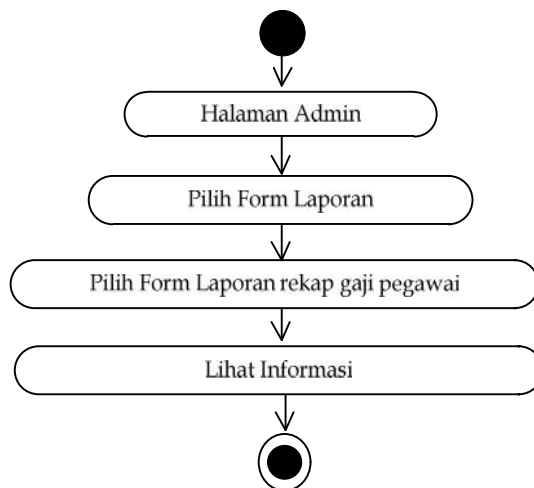 Halaman Admin
Pilih Form Laporan
Pilih Form Laporan rekap gaji pegawai
Lihat Informasi